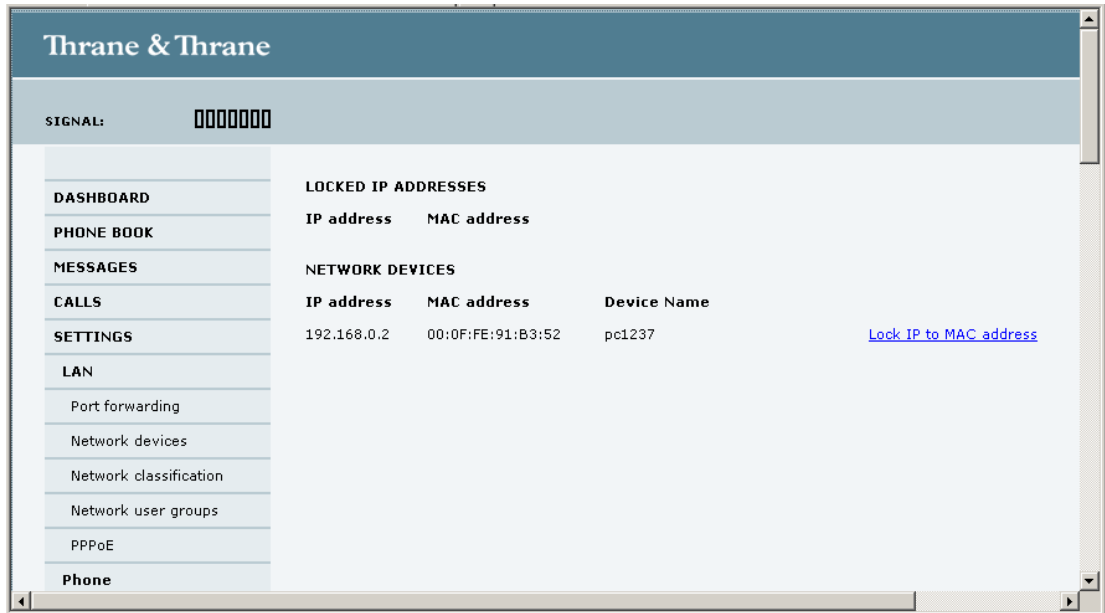 Thrane & Thrane
SIGNAL:
DASHBOARD
PHONE BOOK
MESSAGES
CALLS
SETTINGS
LAN
Port forwarding
Network devices
Network classification
Network user groups
PPPoE
Phone
LOCKED IP ADDRESSES
IP address MAC address
NETWORK DEVICES
IP address MAC address Device Name
192.168.0.2 00:0F:FE:91:B3:52 pc1237 Lock IP to MAC address